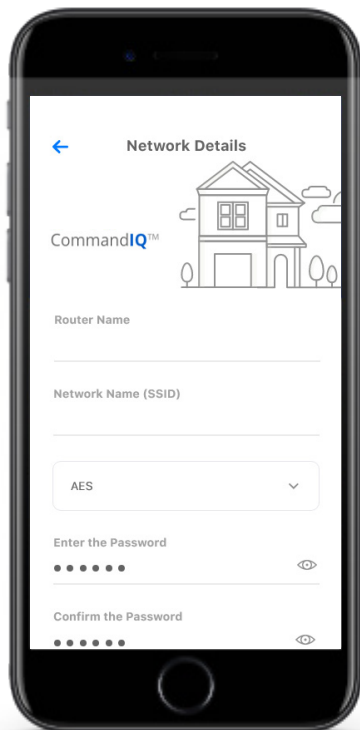 Network Details
CommandIQ™
Router Name
Network Name (SSID)
AES
Enter the Password
Confirm the Password